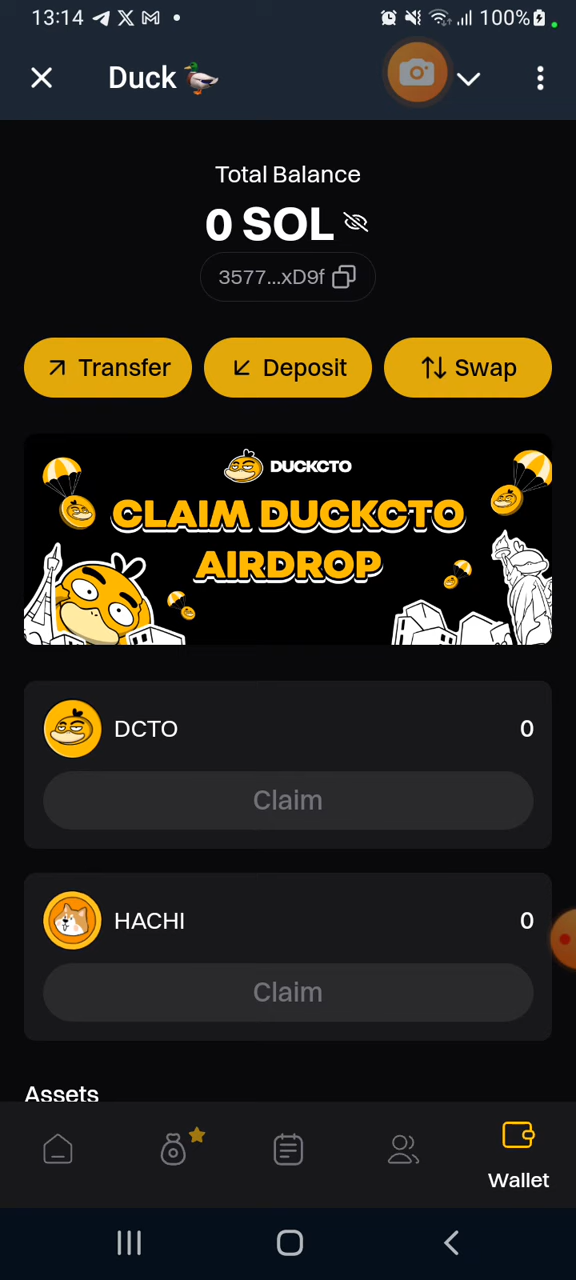 13:14 100%
Duck
Total Balance
0 SOL
3577...xD9f
Transfer Deposit Swap
DUCKCTO
CLAIM DUCKCTO
AIRDROP
DCTO 0
Claim
HACHI 0
Claim
Assets
Wallet